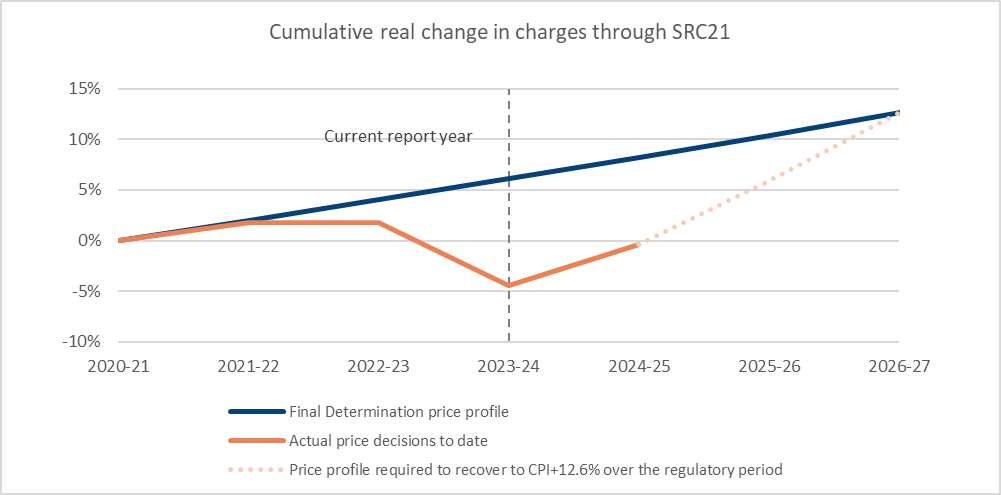 Cumulative real change in charges through SRC21
15%
Current report year
10%
5%
0%
-5%
-10%
2020-21 2021-22 2022-23 2023-24 2024-25 2025-26 2026-27
Final Determination price profile
Actual price decisions to date
Price profile required to recover to CPI+12.6% over the regulatory period